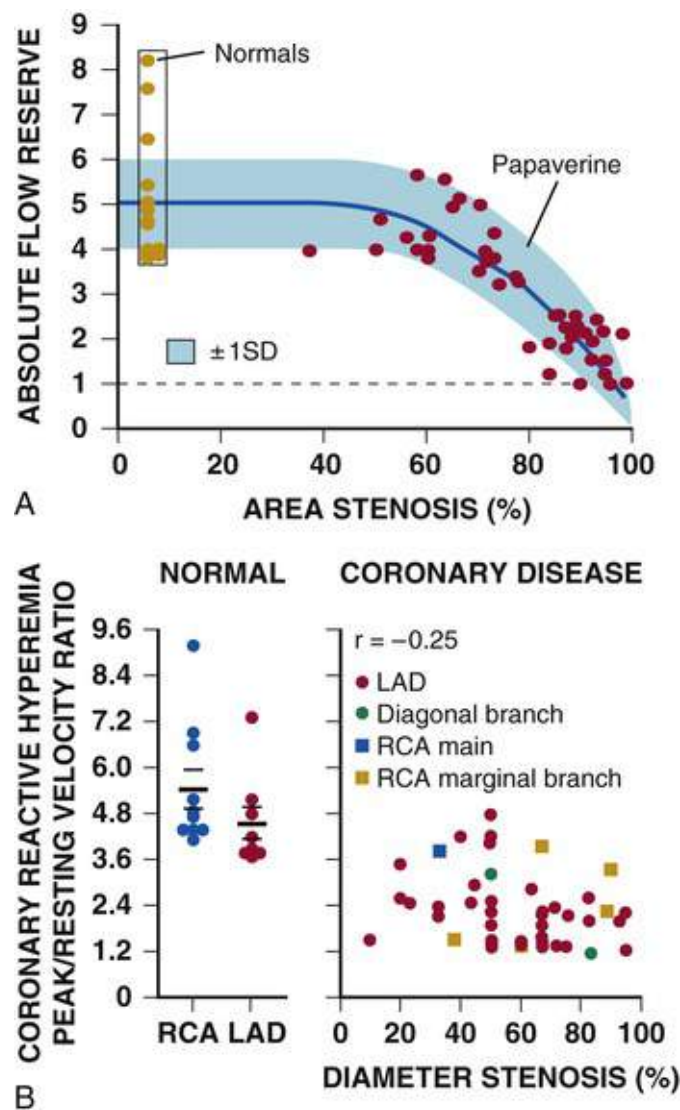 ABSOLUTE FLOW RESERVE
9
8
7
6
5
4
3
2
1
0
Normals
Papaverine
± 1SD
0 20 40 60 80 100
AREA STENOSIS (%)
A
NORMAL CORONARY DISEASE
CORONARY REACTIVE HYPEREMIA
PEAK/RESTING VELOCITY RATIO
9.6
8.4
7.2
6.0
4.8
3.6
2.4
1.2
0
r = −0.25
LAD
Diagonal branch
RCA main
RCA marginal branch
RCA LAD
0 20 40 60 80 100
DIAMETER STENOSIS (%)
B